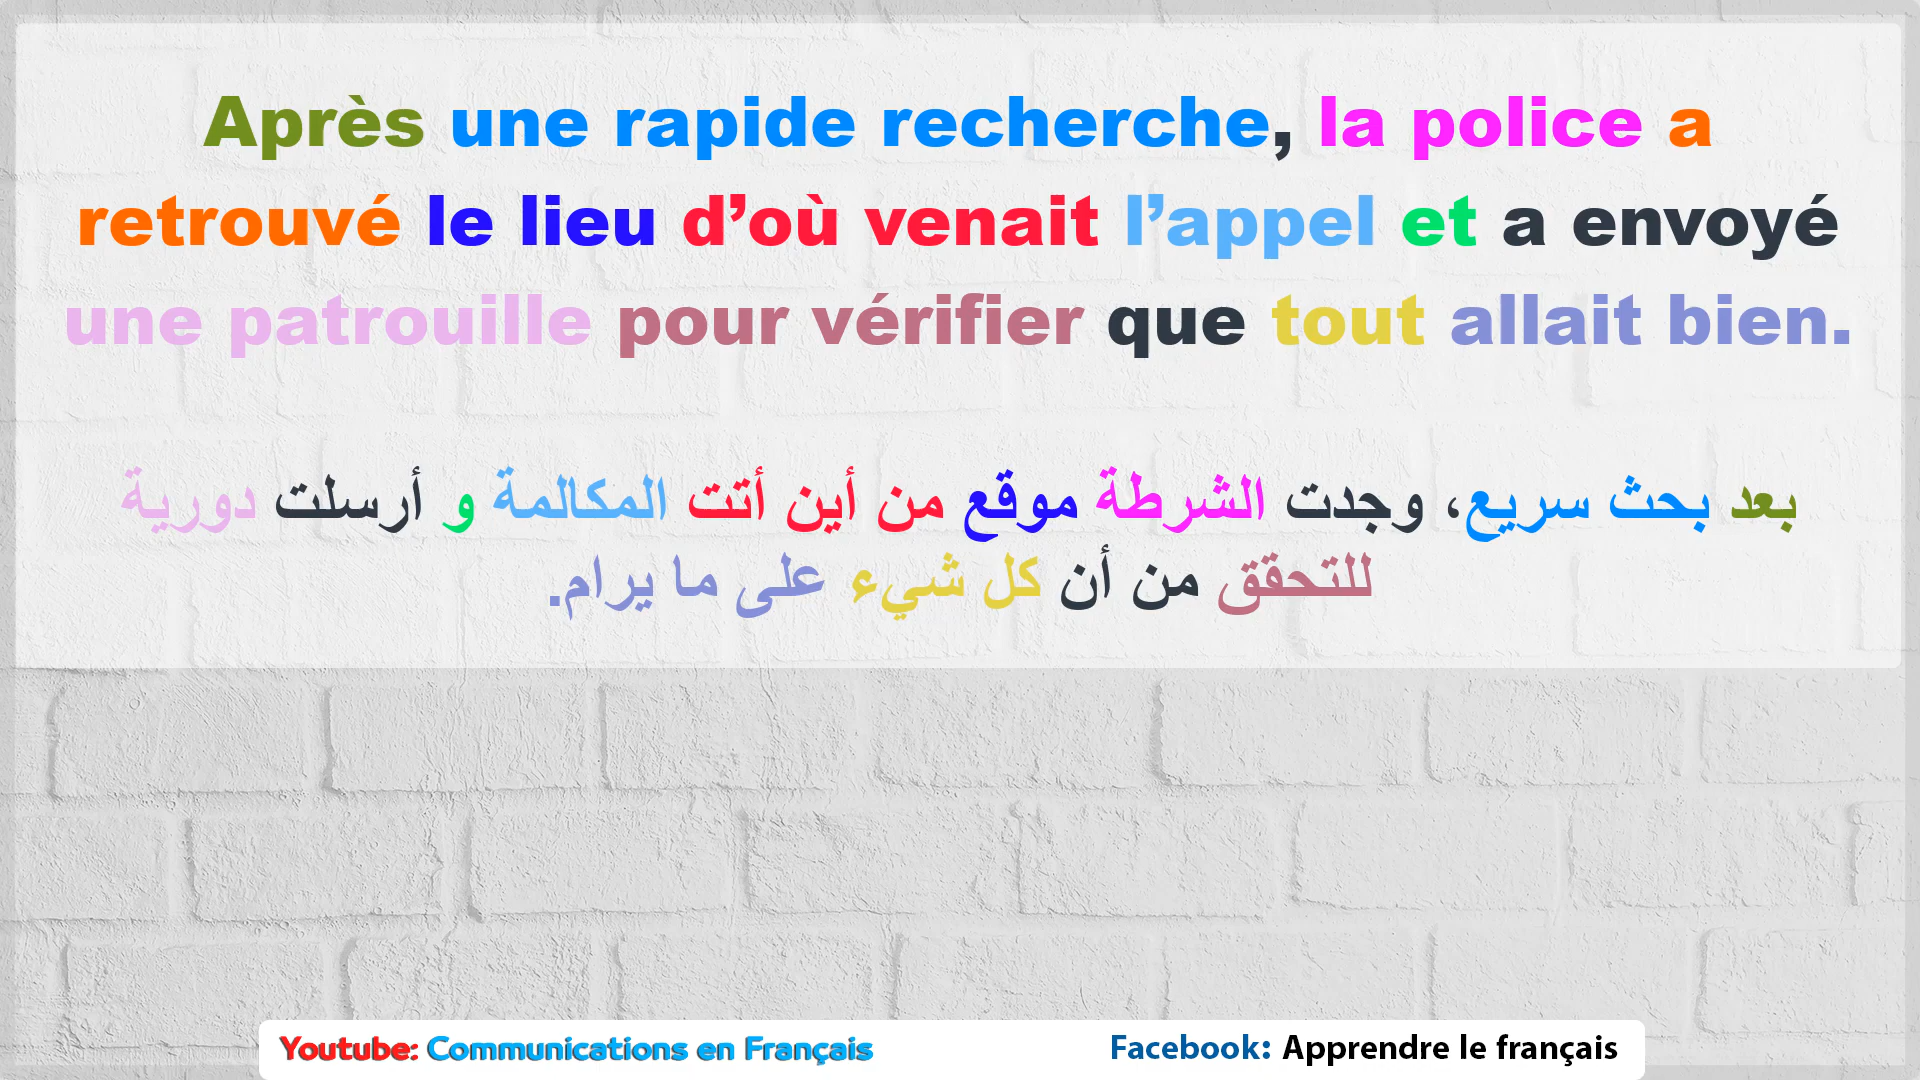 Après une rapide recherche, la police a
retrouvé le lieu d’où venait l’appel et a envoyé
une patrouille pour vérifier que tout allait bien.
بعد بحث سريع، وجدت الشرطة موقع من أين أتت المكالمة و أرسلت دورية
للتحقق من أن كل شيء على ما يرام.
Youtube: Communications en Français
Facebook: Apprendre le français